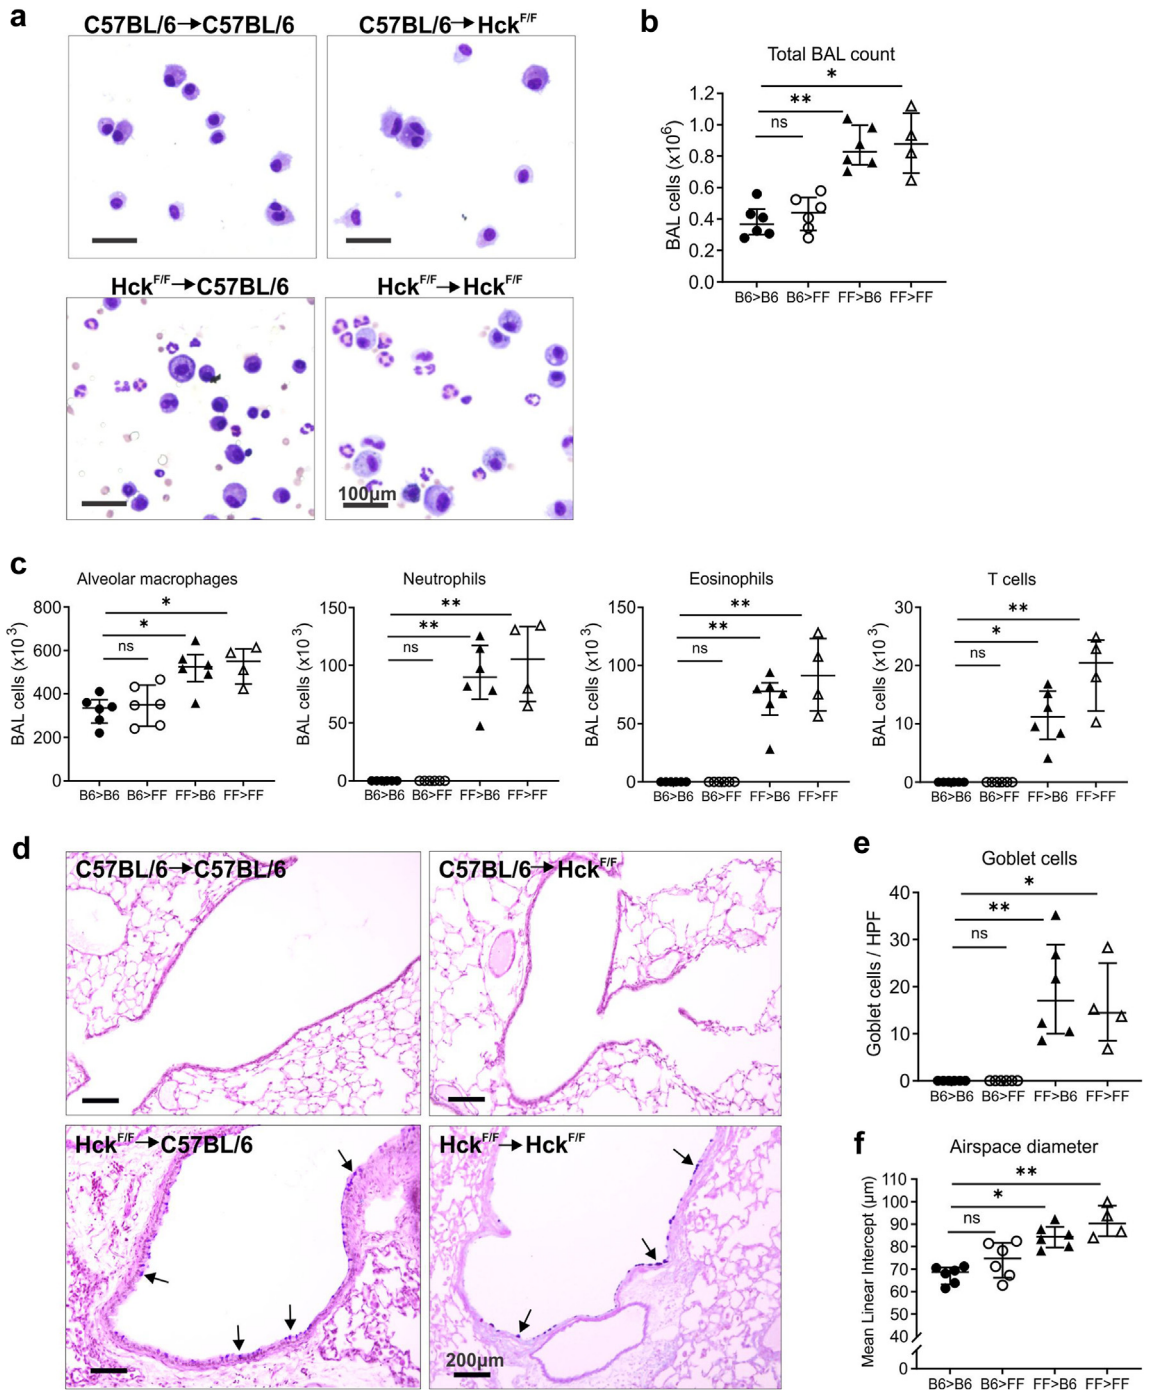 a
C57BL/6→C57BL/6
C57BL/6→Hck^F/F
Hck^F/F→C57BL/6
Hck^F/F→Hck^F/F
100µm
b
Total BAL count
*
**
ns
BAL cells (x10^6)
1.2
1.0
0.8
0.6
0.4
0.2
0.0
B6>B6 B6>FF FF>B6 FF>FF
c
Alveolar macrophages
*
*
ns
BAL cells (x10^3)
800
600
400
200
0
B6>B6 B6>FF FF>B6 FF>FF
Neutrophils
**
**
ns
BAL cells (x10^3)
150
100
50
0
B6>B6 B6>FF FF>B6 FF>FF
Eosinophils
**
**
ns
BAL cells (x10^3)
150
100
50
0
B6>B6 B6>FF FF>B6 FF>FF
T cells
**
*
ns
BAL cells (x10^3)
30
20
10
0
B6>B6 B6>FF FF>B6 FF>FF
d
C57BL/6→C57BL/6
C57BL/6→Hck^F/F
Hck^F/F→C57BL/6
Hck^F/F→Hck^F/F
200µm
e
Goblet cells
*
**
ns
Goblet cells / HPF
40
30
20
10
0
B6>B6 B6>FF FF>B6 FF>FF
f
Airspace diameter
**
*
ns
Mean Linear Intercept (µm)
110
100
90
80
70
60
50
40
0
B6>B6 B6>FF FF>B6 FF>FF